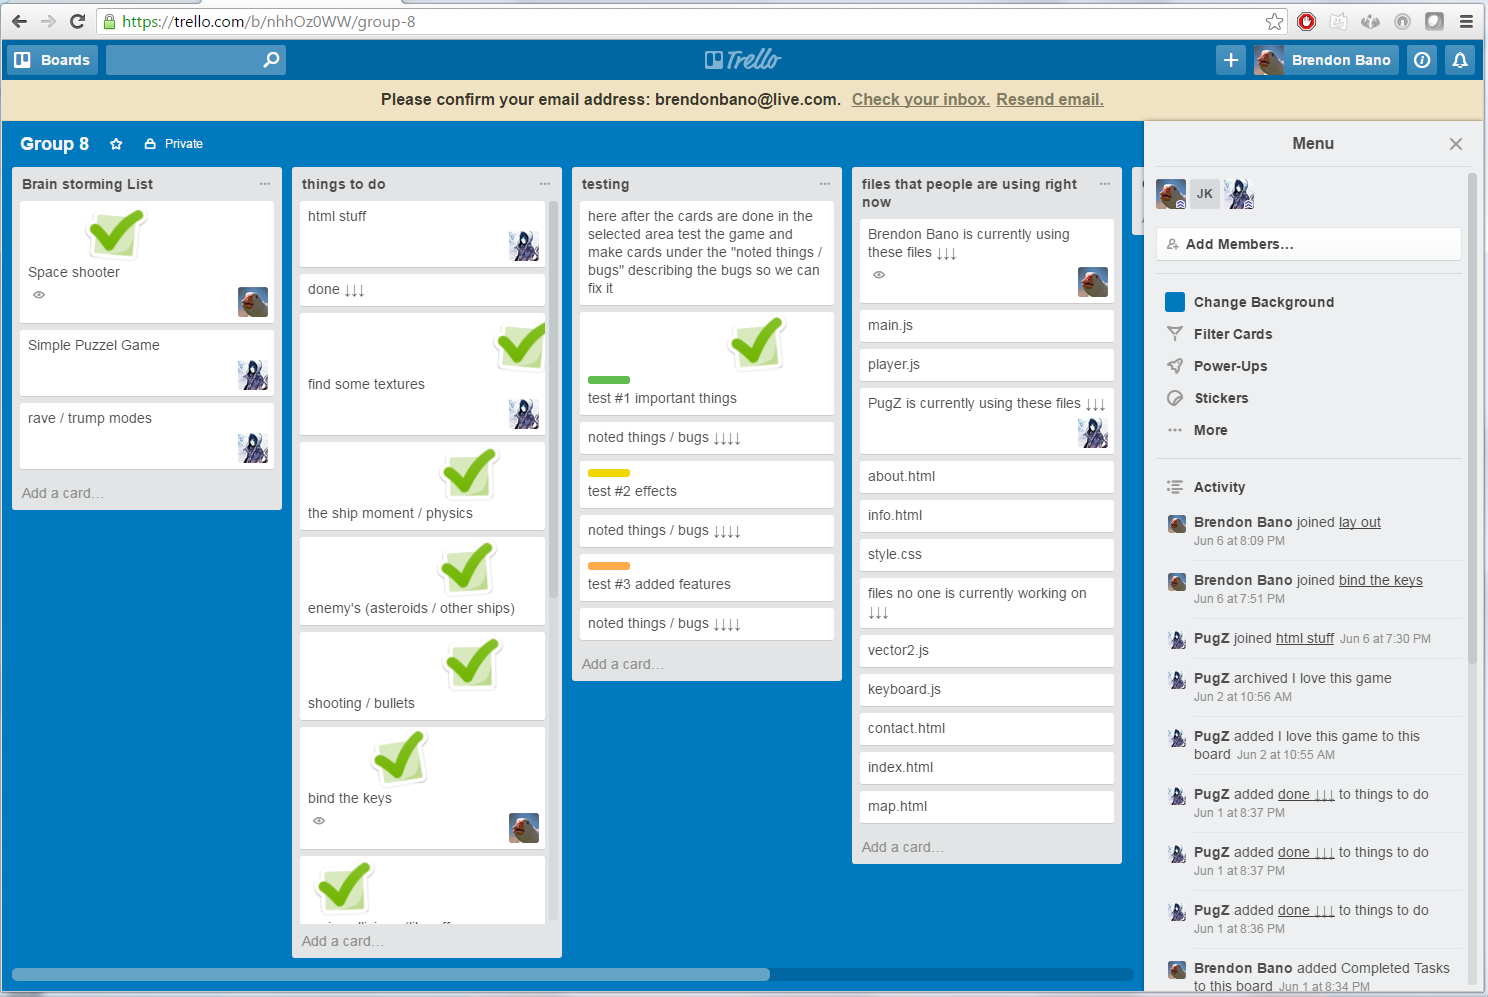 https://trello.com/b/nhhOz0WW/group-8
Boards
Trello
Brendon Bano
Please confirm your email address: brendonbano@live.com. Check your inbox. Resend email.
Group 8
Private
Brain storming List
Space shooter
Simple Puzzel Game
rave / trump modes
Add a card...
things to do
html stuff
done ↓↓↓
find some textures
the ship moment / physics
enemy's (asteroids / other ships)
shooting / bullets
bind the keys
Add a card...
testing
here after the cards are done in the
selected area test the game and
make cards under the "noted things /
bugs" describing the bugs so we can
fix it
test #1 important things
noted things / bugs ↓↓↓↓
test #2 effects
noted things / bugs ↓↓↓↓
test #3 added features
noted things / bugs ↓↓↓↓
Add a card...
files that people are using right
now
Brendon Bano is currently using
these files ↓↓↓
main.js
player.js
PugZ is currently using these files ↓↓↓
about.html
info.html
style.css
files no one is currently working on
↓↓↓
vector2.js
keyboard.js
contact.html
index.html
map.html
Add a card...
Menu
JK
Add Members...
Change Background
Filter Cards
Power-Ups
Stickers
More
Activity
Brendon Bano joined lay out
Jun 6 at 8:09 PM
Brendon Bano joined bind the keys
Jun 6 at 7:51 PM
PugZ joined html stuff Jun 6 at 7:30 PM
PugZ archived I love this game
Jun 2 at 10:56 AM
PugZ added I love this game to this
board Jun 2 at 10:55 AM
PugZ added done ↓↓↓ to things to do
Jun 1 at 8:37 PM
PugZ added done ↓↓↓ to things to do
Jun 1 at 8:37 PM
PugZ added done ↓↓↓ to things to do
Jun 1 at 8:36 PM
Brendon Bano added Completed Tasks
to this board Jun 1 at 8:34 PM